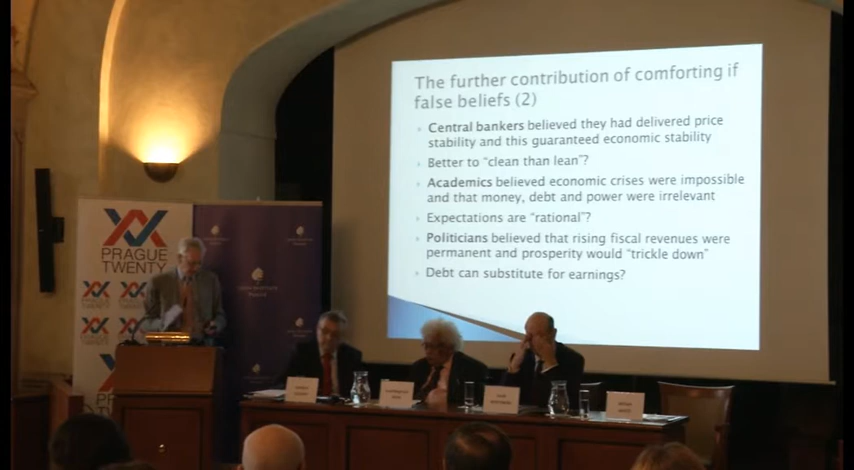 The further contribution of comforting if
false beliefs (2)
Central bankers believed they had delivered price
stability and this guaranteed economic stability
Better to “clean than lean”?
Academics believed economic crises were impossible
and that money, debt and power were irrelevant
Expectations are “rational”?
Politicians believed that rising fiscal revenues were
permanent and prosperity would “trickle down”
Debt can substitute for earnings?
PRAGUE
TWENTY